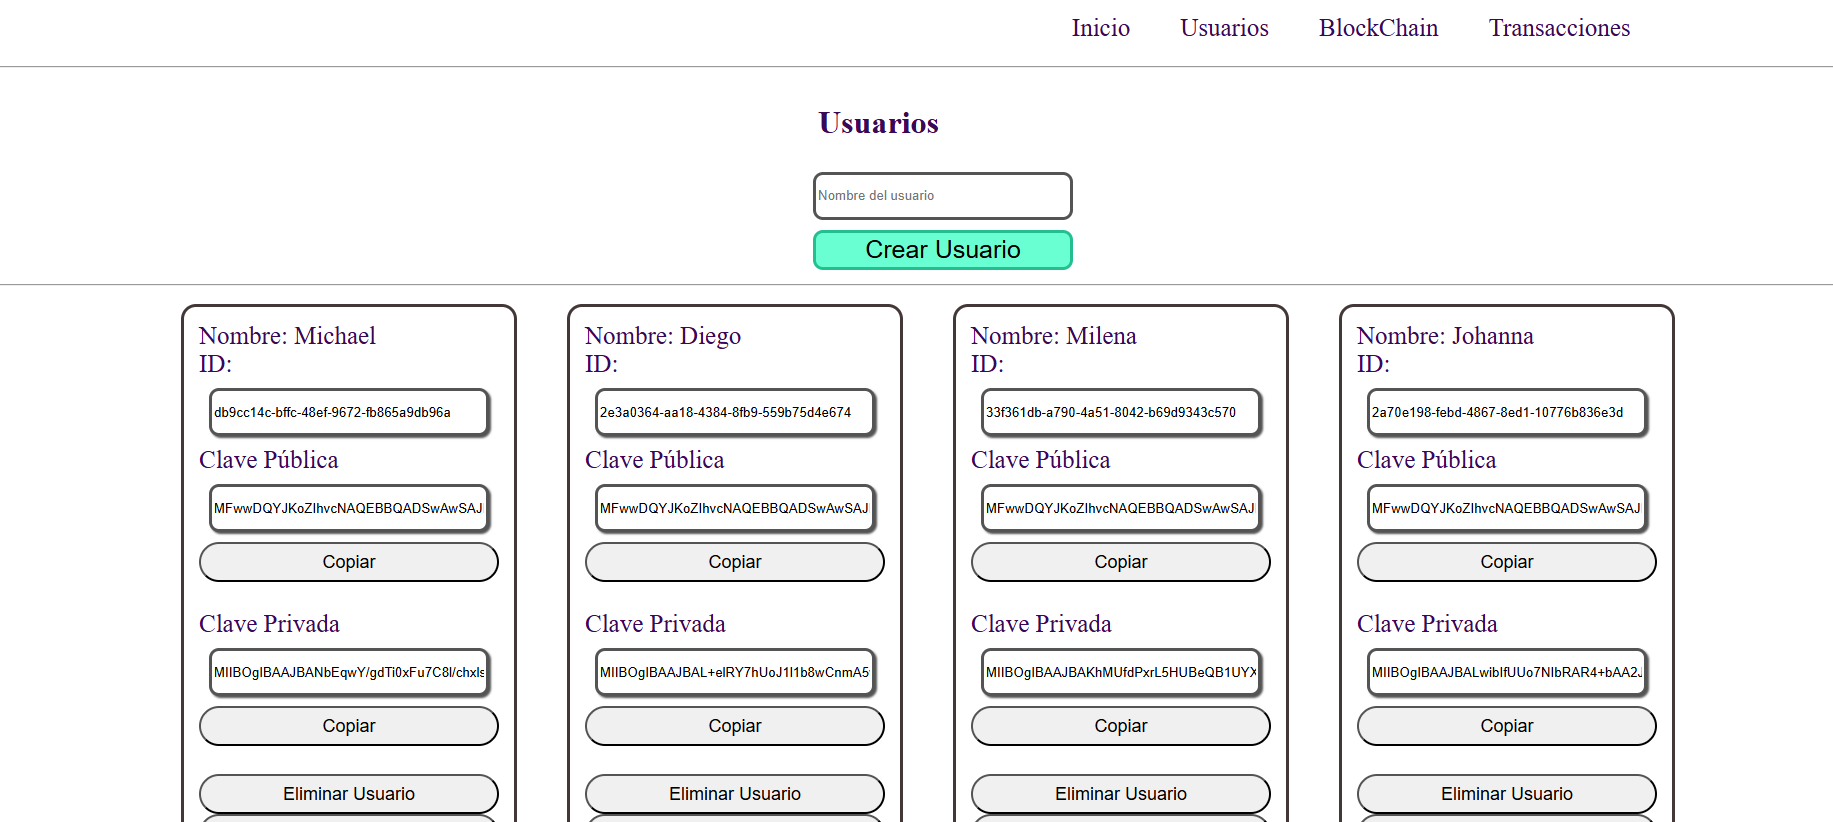 Inicio Usuarios BlockChain Transacciones
Usuarios
Nombre del usuario
Crear Usuario
Nombre: Michael
ID:
db9cc14c-bffc-48ef-9672-fb865a9db96a
Clave Pública
MFwwDQYJKoZIhvcNAQEBBQADSwAwSAJ
Copiar
Clave Privada
MIIBOgIBAAJBANbEqwY/gdTi0xFu7C8l/chxls
Copiar
Eliminar Usuario
Nombre: Diego
ID:
2e3a0364-aa18-4384-8fb9-559b75d4e674
Clave Pública
MFwwDQYJKoZIhvcNAQEBBQADSwAwSAJ
Copiar
Clave Privada
MIIBOgIBAAJBAL+elRY7hUoJ1l1b8wCnmA5
Copiar
Eliminar Usuario
Nombre: Milena
ID:
33f361db-a790-4a51-8042-b69d9343c570
Clave Pública
MFwwDQYJKoZIhvcNAQEBBQADSwAwSAJ
Copiar
Clave Privada
MIIBOgIBAAJBAKhMUfdPxrL5HUBeQB1UYX
Copiar
Eliminar Usuario
Nombre: Johanna
ID:
2a70e198-febd-4867-8ed1-10776b836e3d
Clave Pública
MFwwDQYJKoZIhvcNAQEBBQADSwAwSAJ
Copiar
Clave Privada
MIIBOgIBAAJBALwiblfUUo7NIbRAR4+bAA2J
Copiar
Eliminar Usuario